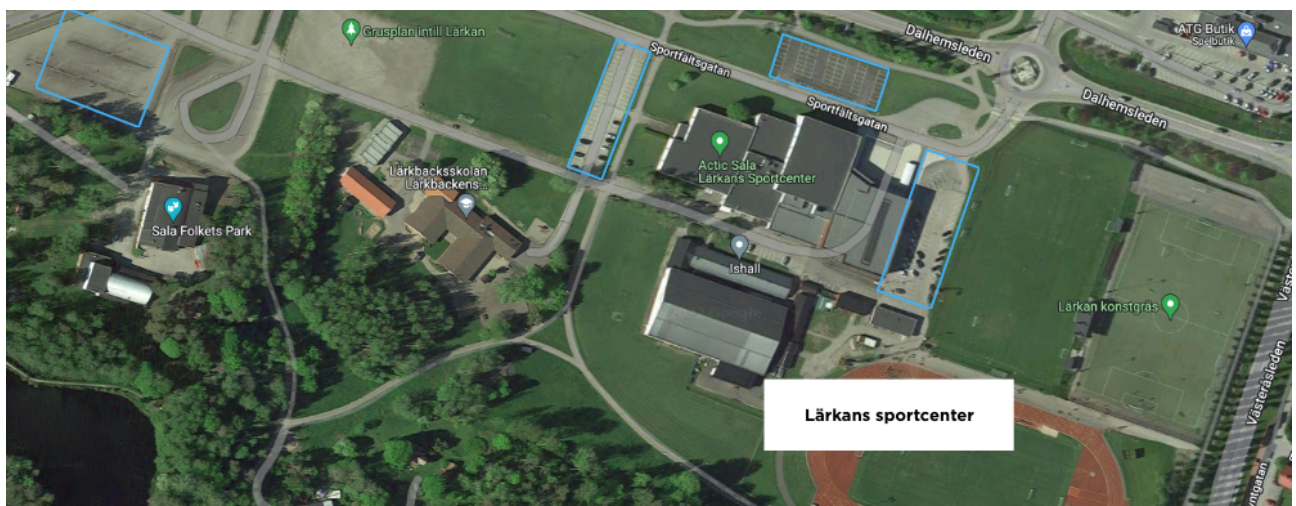 Grusplan intill Lärkan
Sportfältsgatan
Dalhemsleden
ATG Butik
Spelbutik
Sportfältsgatan
Dalhemsleden
Actic Sala -
Lärkans Sportcenter
Lärkbacksskolan
Lärkbackens ...
Sala Folkets Park
Ishall
Lärkan konstgräs
Västeråsleden
Lärkans sportcenter